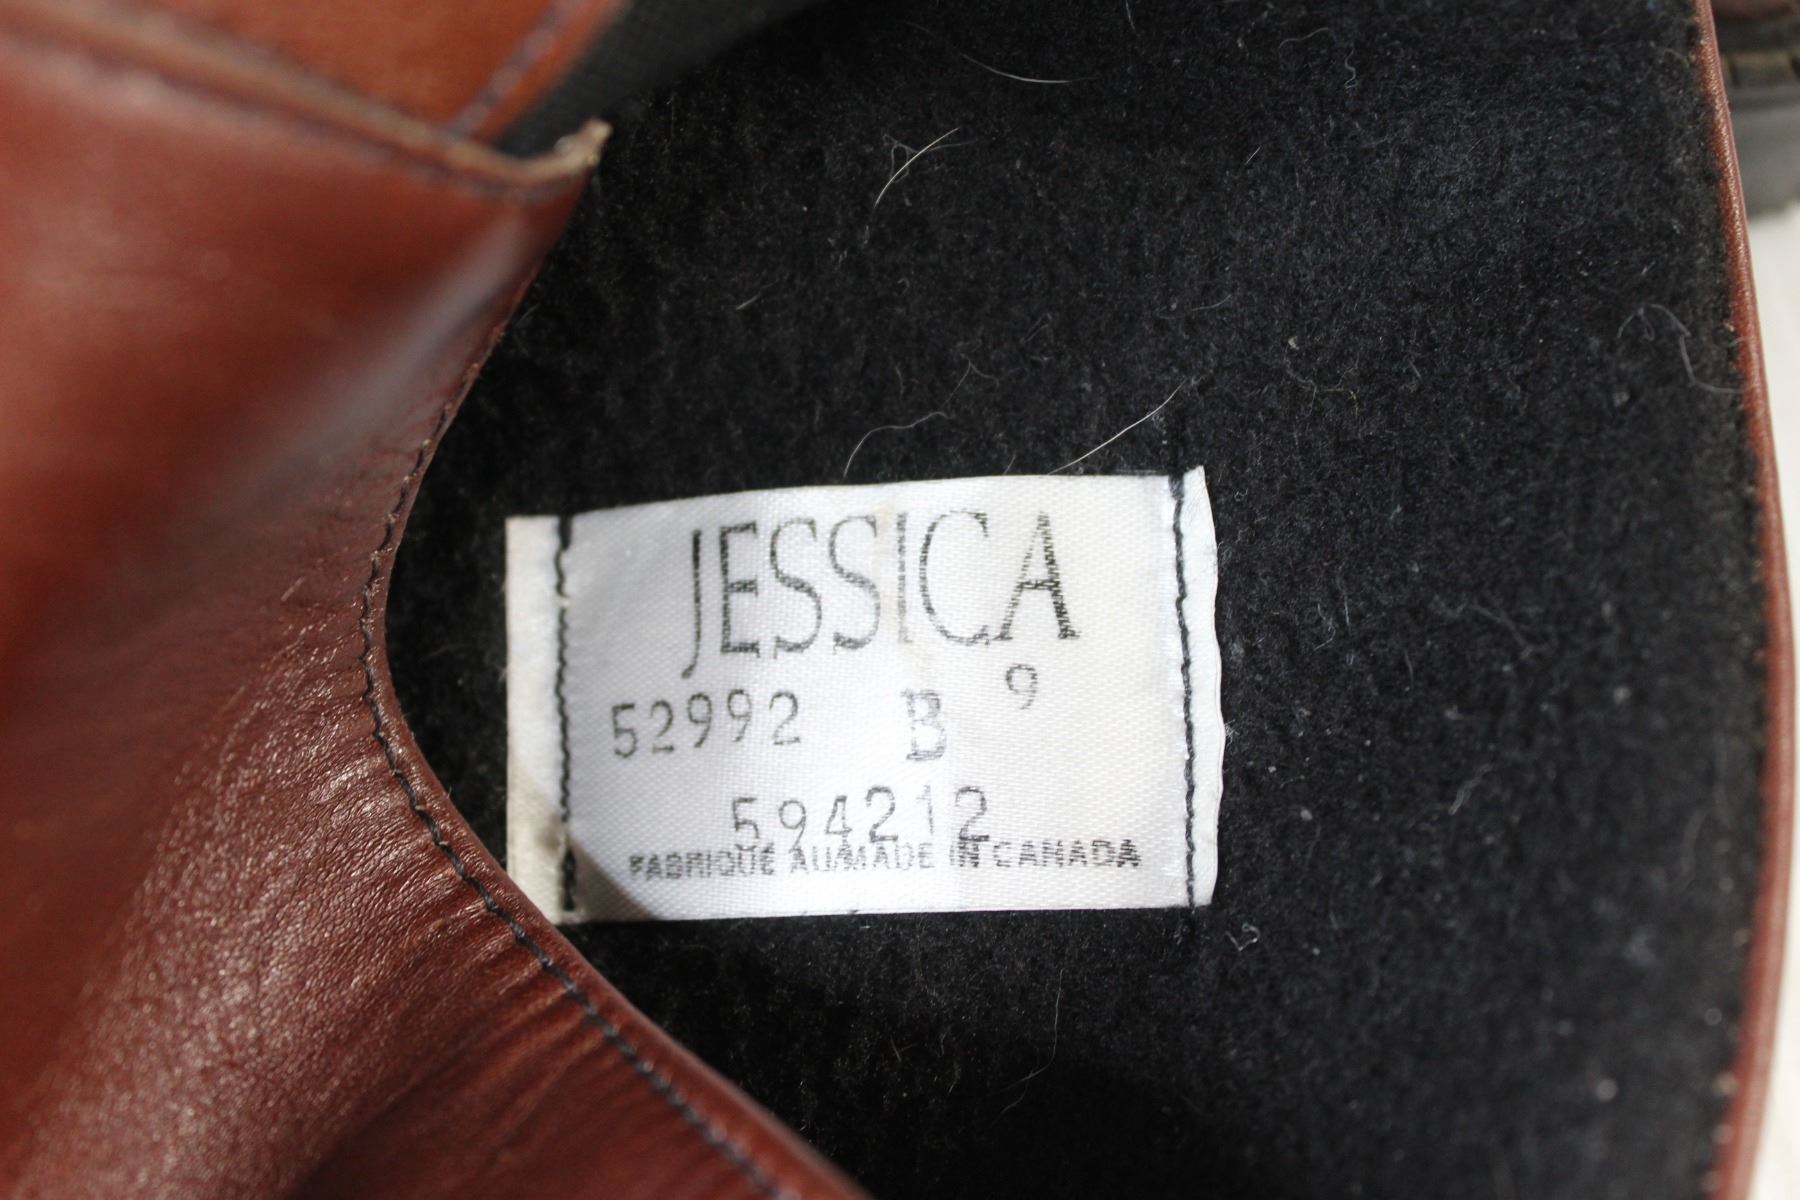 JESSICA
52992 B 9
594212
FABRIQUÉ AU/MADE IN CANADA